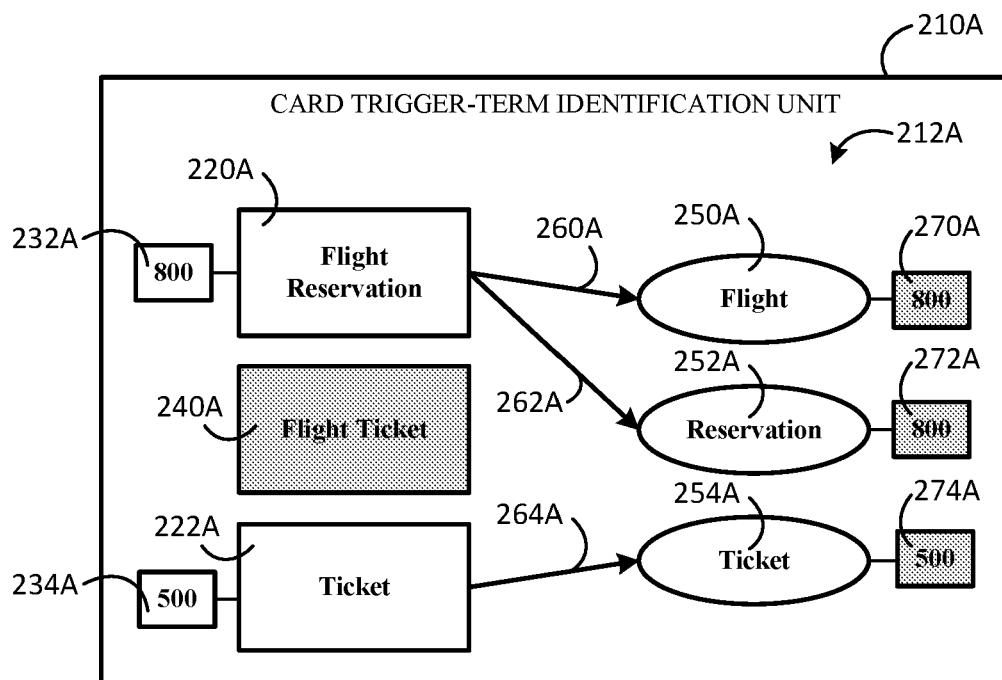 210A
CARD TRIGGER-TERM IDENTIFICATION UNIT
212A
220A
232A
800
Flight
Reservation
260A
250A
Flight
270A
800
240A
Flight Ticket
262A
252A
Reservation
272A
800
222A
234A
500
Ticket
264A
254A
Ticket
274A
500